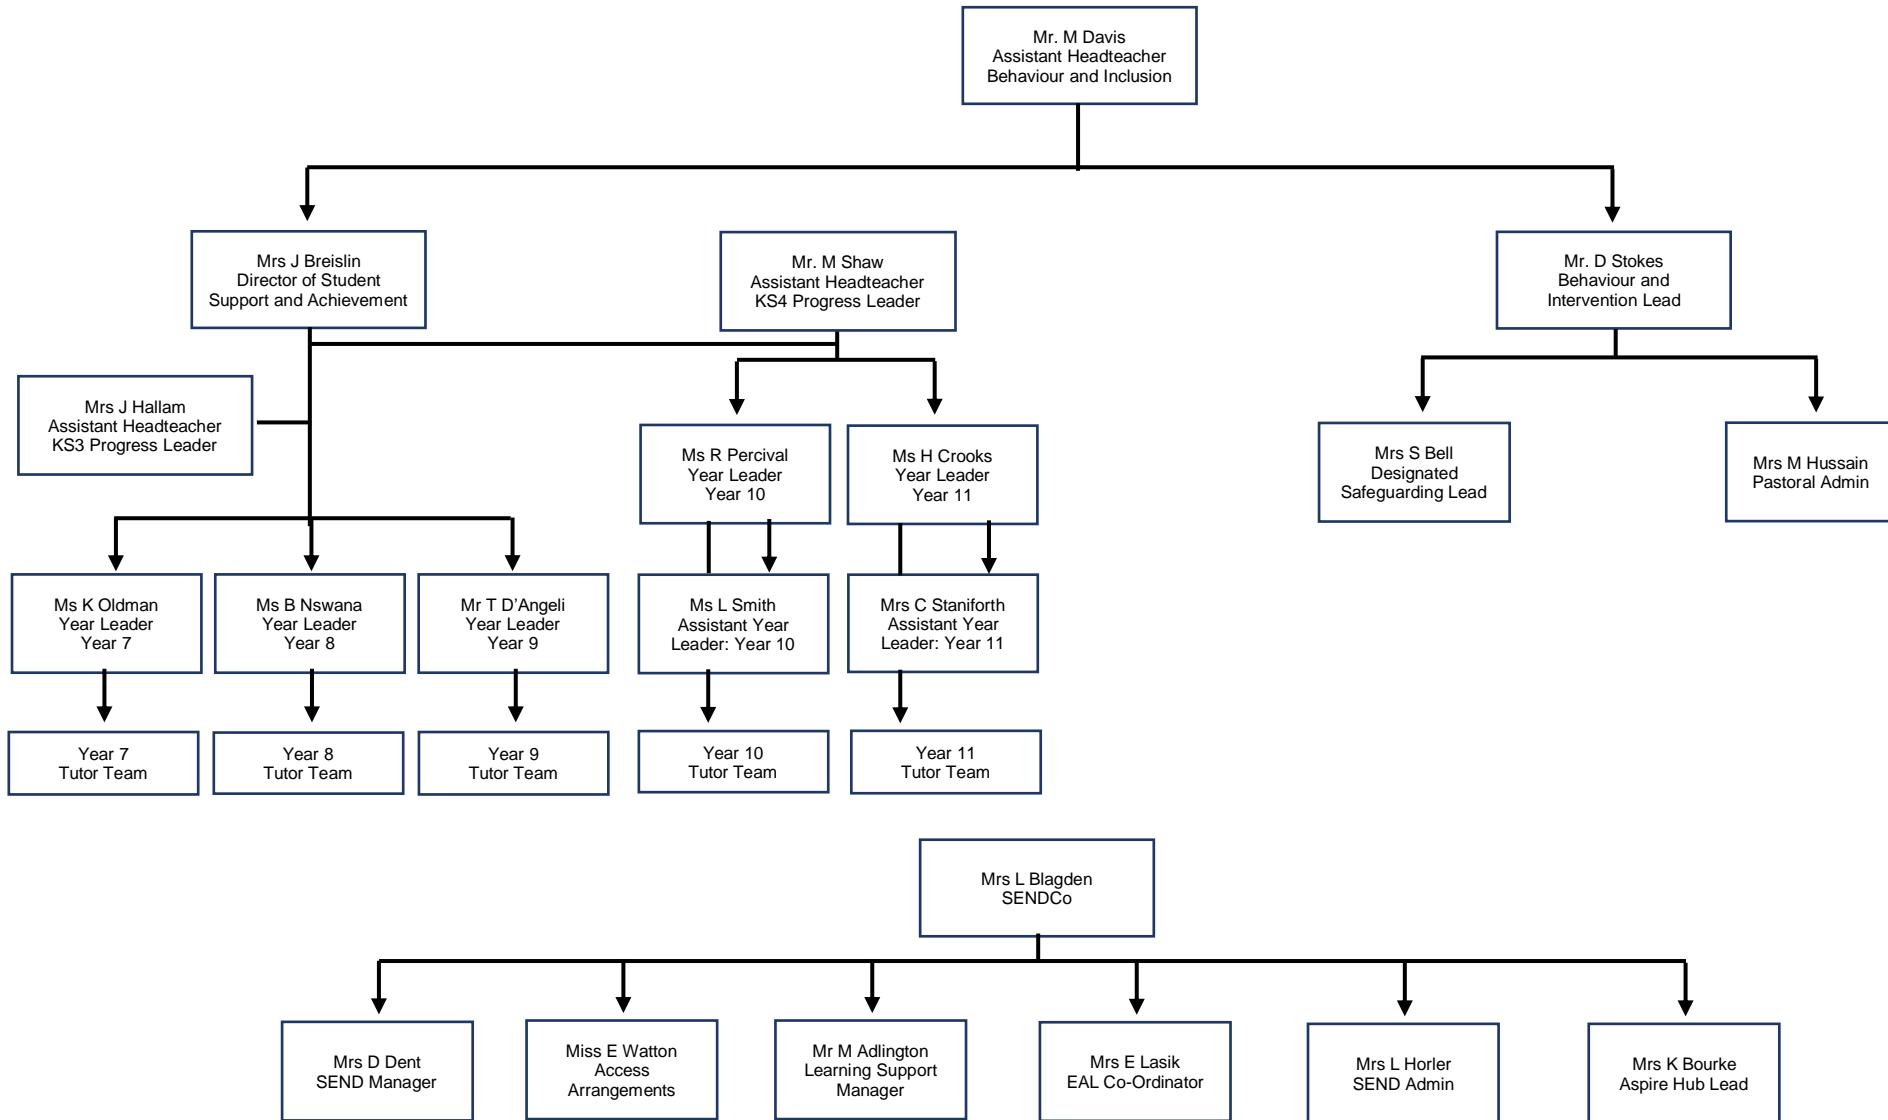 Mr. M Davis
Assistant Headteacher
Behaviour and Inclusion
Mrs J Breislin
Director of Student
Support and Achievement
Mr. M Shaw
Assistant Headteacher
KS4 Progress Leader
Mr. D Stokes
Behaviour and
Intervention Lead
Mrs J Hallam
Assistant Headteacher
KS3 Progress Leader
Ms R Percival
Year Leader
Year 10
Ms H Crooks
Year Leader
Year 11
Mrs S Bell
Designated
Safeguarding Lead
Mrs M Hussain
Pastoral Admin
Ms K Oldman
Year Leader
Year 7
Ms B Nswana
Year Leader
Year 8
Mr T D’Angeli
Year Leader
Year 9
Ms L Smith
Assistant Year
Leader: Year 10
Mrs C Staniforth
Assistant Year
Leader: Year 11
Year 7
Tutor Team
Year 8
Tutor Team
Year 9
Tutor Team
Year 10
Tutor Team
Year 11
Tutor Team
Mrs L Blagden
SENDCo
Mrs D Dent
SEND Manager
Miss E Watton
Access
Arrangements
Mr M Adlington
Learning Support
Manager
Mrs E Lasik
EAL Co-Ordinator
Mrs L Horler
SEND Admin
Mrs K Bourke
Aspire Hub Lead